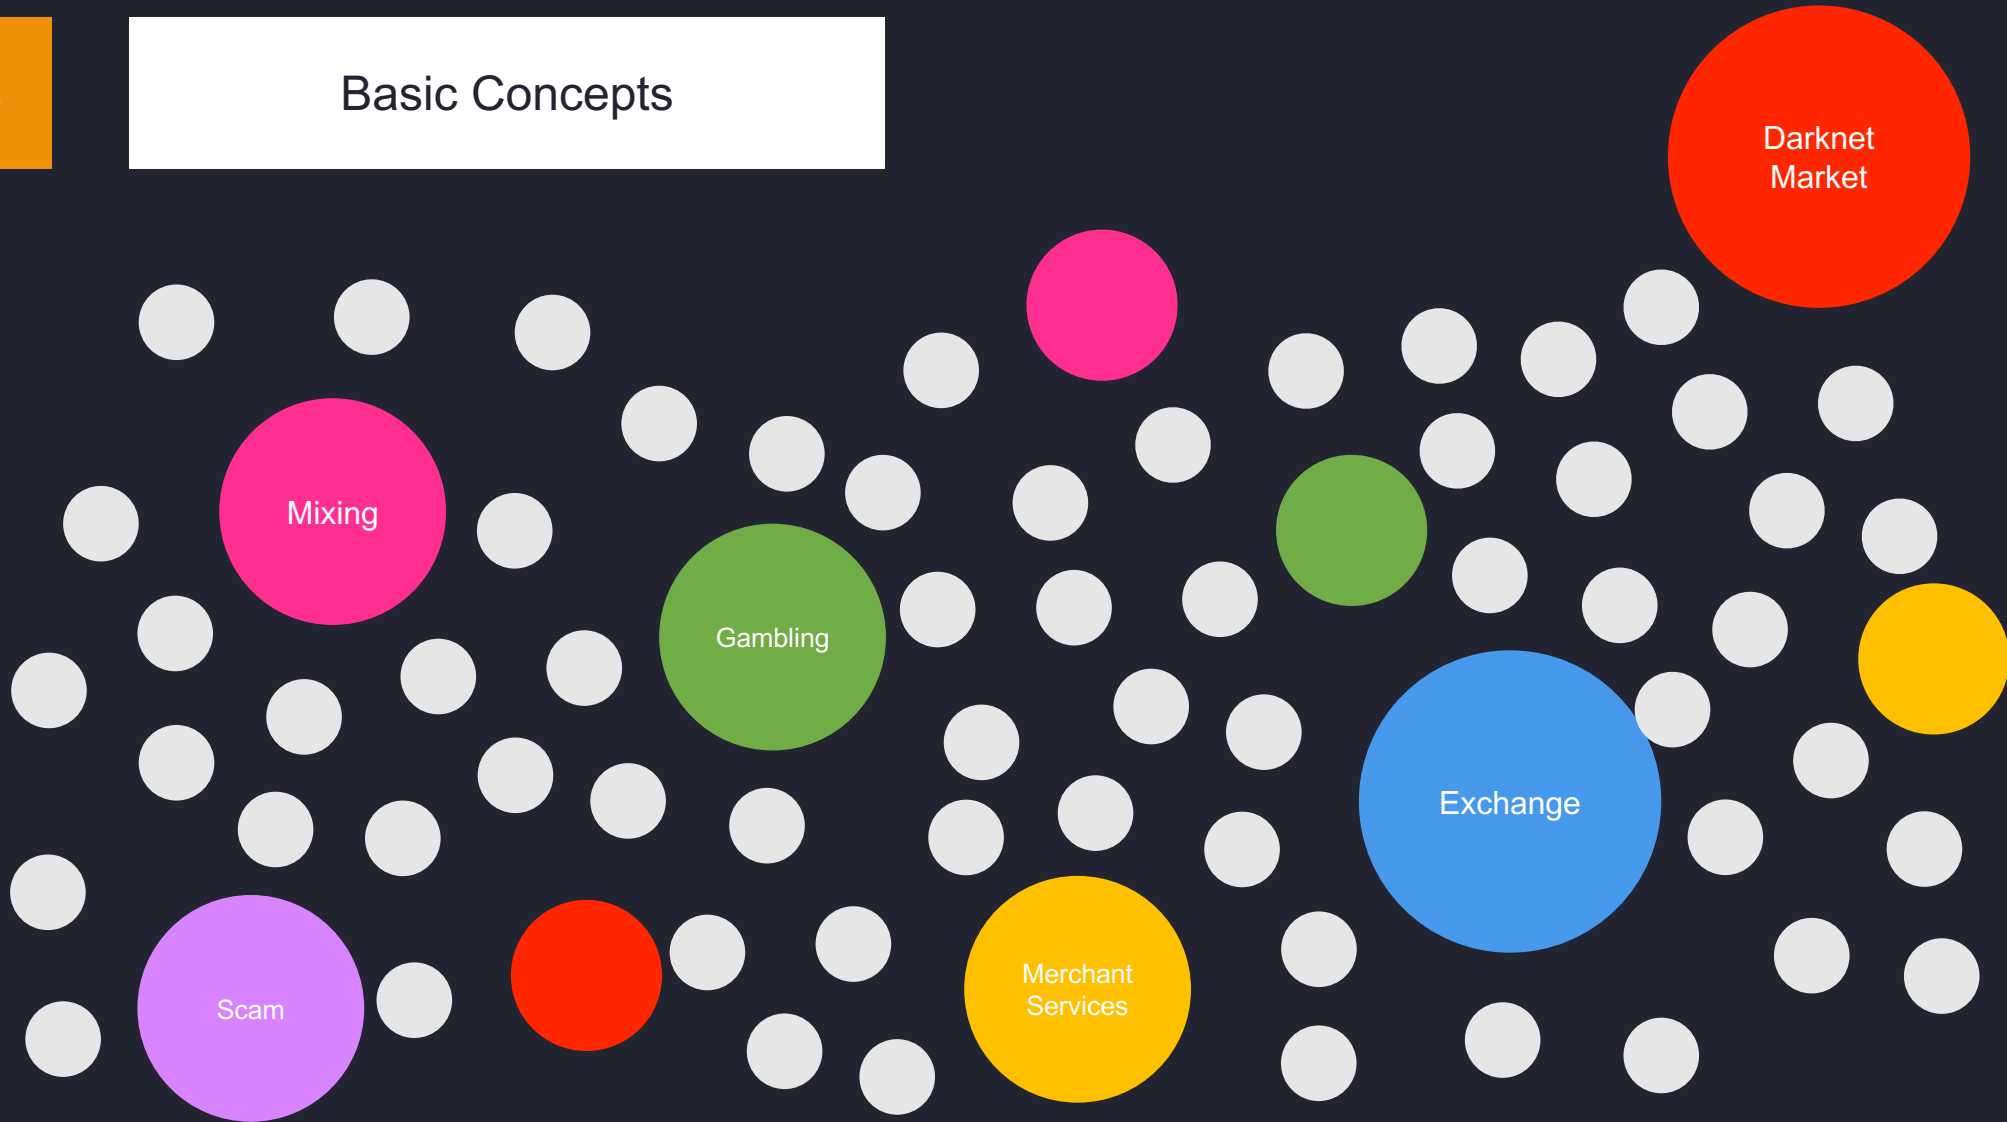 Basic Concepts
Darknet
Market
Mixing
Gambling
Exchange
Merchant
Services
Scam